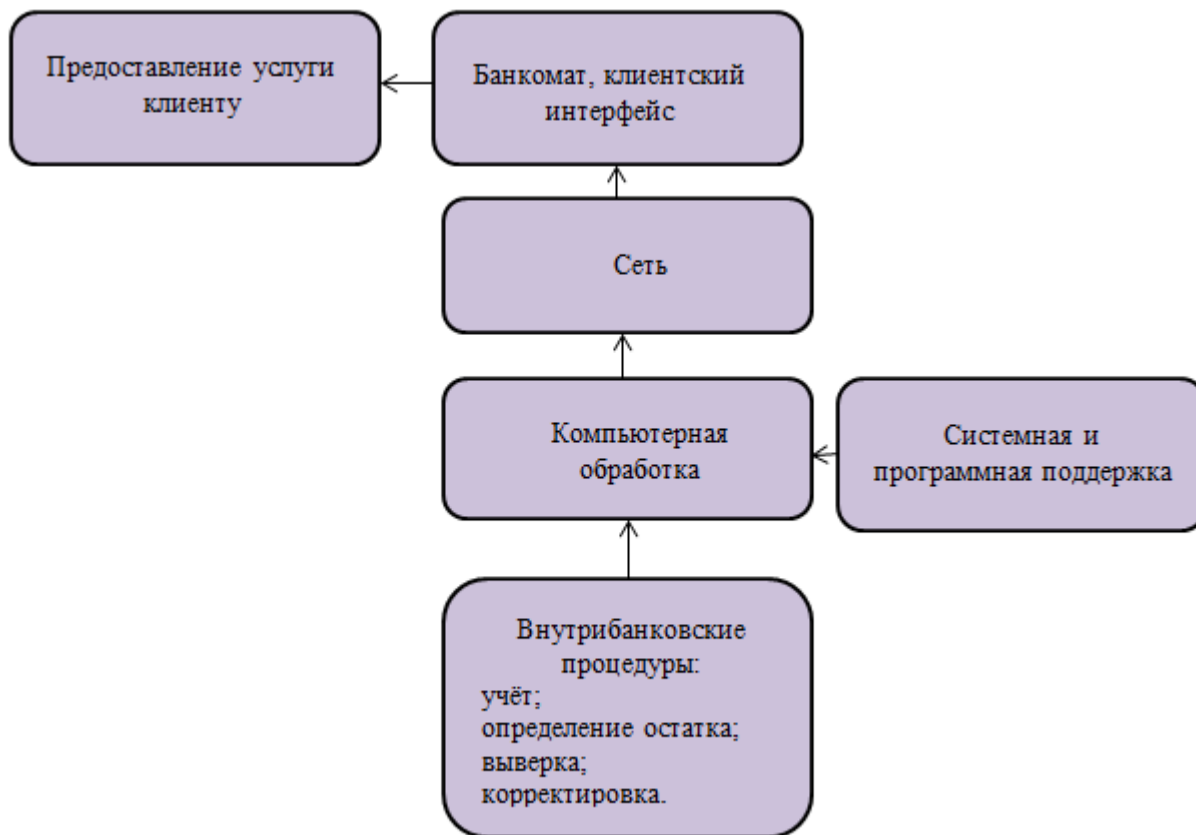 Предоставление услуги
клиенту
Банкомат, клиентский
интерфейс
Сеть
Компьютерная
обработка
Системная и
программная поддержка
Внутрибанковские
процедуры:
учёт;
определение остатка;
выверка;
корректировка.